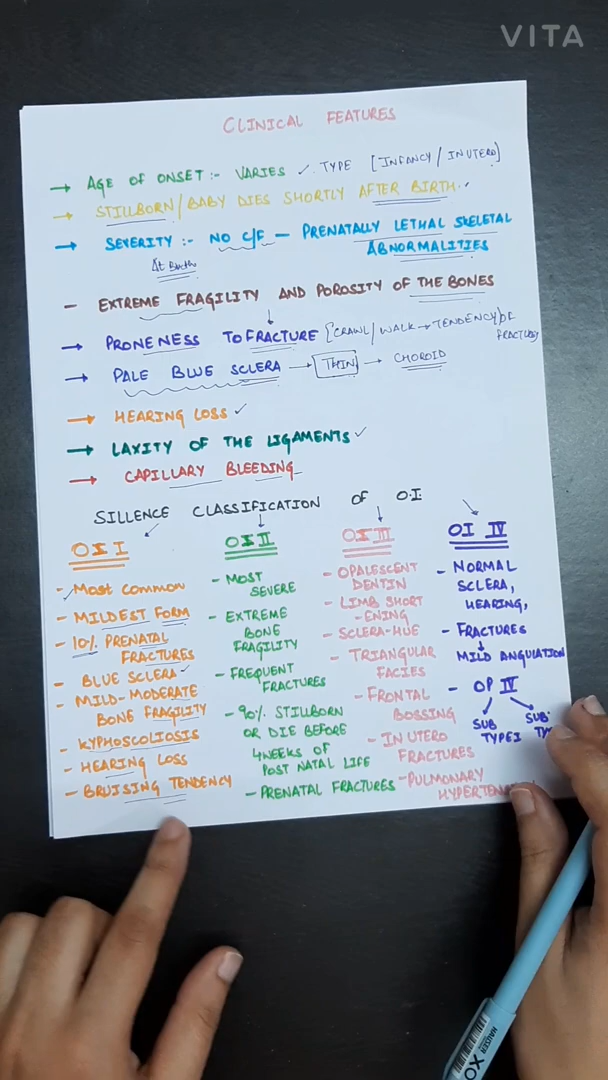 VITA
CLINICAL FEATURES
→ AGE OF ONSET :- VARIES ✓ TYPE [INFANCY / INUTERO]
→ STILLBORN / BABY DIES SHORTLY AFTER BIRTH.
→ SEVERITY :- NO C/F — PRENATALLY LETHAL SKELETAL
ABNORMALITIES
At Birth
- EXTREME FRAGILITY AND POROSITY OF THE BONES
→ PRONENESS TO FRACTURE [CRAWL / WALK → TENDENCY OF
FRACTURE]
→ PALE BLUE SCLERA → THIN → CHOROID
→ HEARING LOSS ✓
→ LAXITY OF THE LIGAMENTS ✓
→ CAPILLARY BLEEDING
SILLENCE CLASSIFICATION OF O.I.
OI I
- MOST COMMON
- MILDEST FORM
- 10% PRENATAL
FRACTURES
- BLUE SCLERA
- MILD-MODERATE
BONE FRAGILITY
- KYPHOSCOLIOSIS
- HEARING LOSS
- BRUISING TENDENCY
OI II
- MOST
SEVERE
- EXTREME
BONE
FRAGILITY
- FREQUENT
FRACTURES
- 90% STILLBORN
OR DIE BEFORE
4WEEKS OF
POST NATAL LIFE
- PRENATAL FRACTURES
OI III
- OPALESCENT
DENTIN
- LIMB SHORT
-ENING
- SCLERA-HUE
- TRIANGULAR
FACIES
- FRONTAL
BOSSING
- IN UTERO
FRACTURES
- PULMONARY
OI IV
- NORMAL
SCLERA,
HEARING,
- FRACTURES
↓
MILD ANGULATION
- OP IV
SUB
TYPE I
SUB
HAUSER
XO